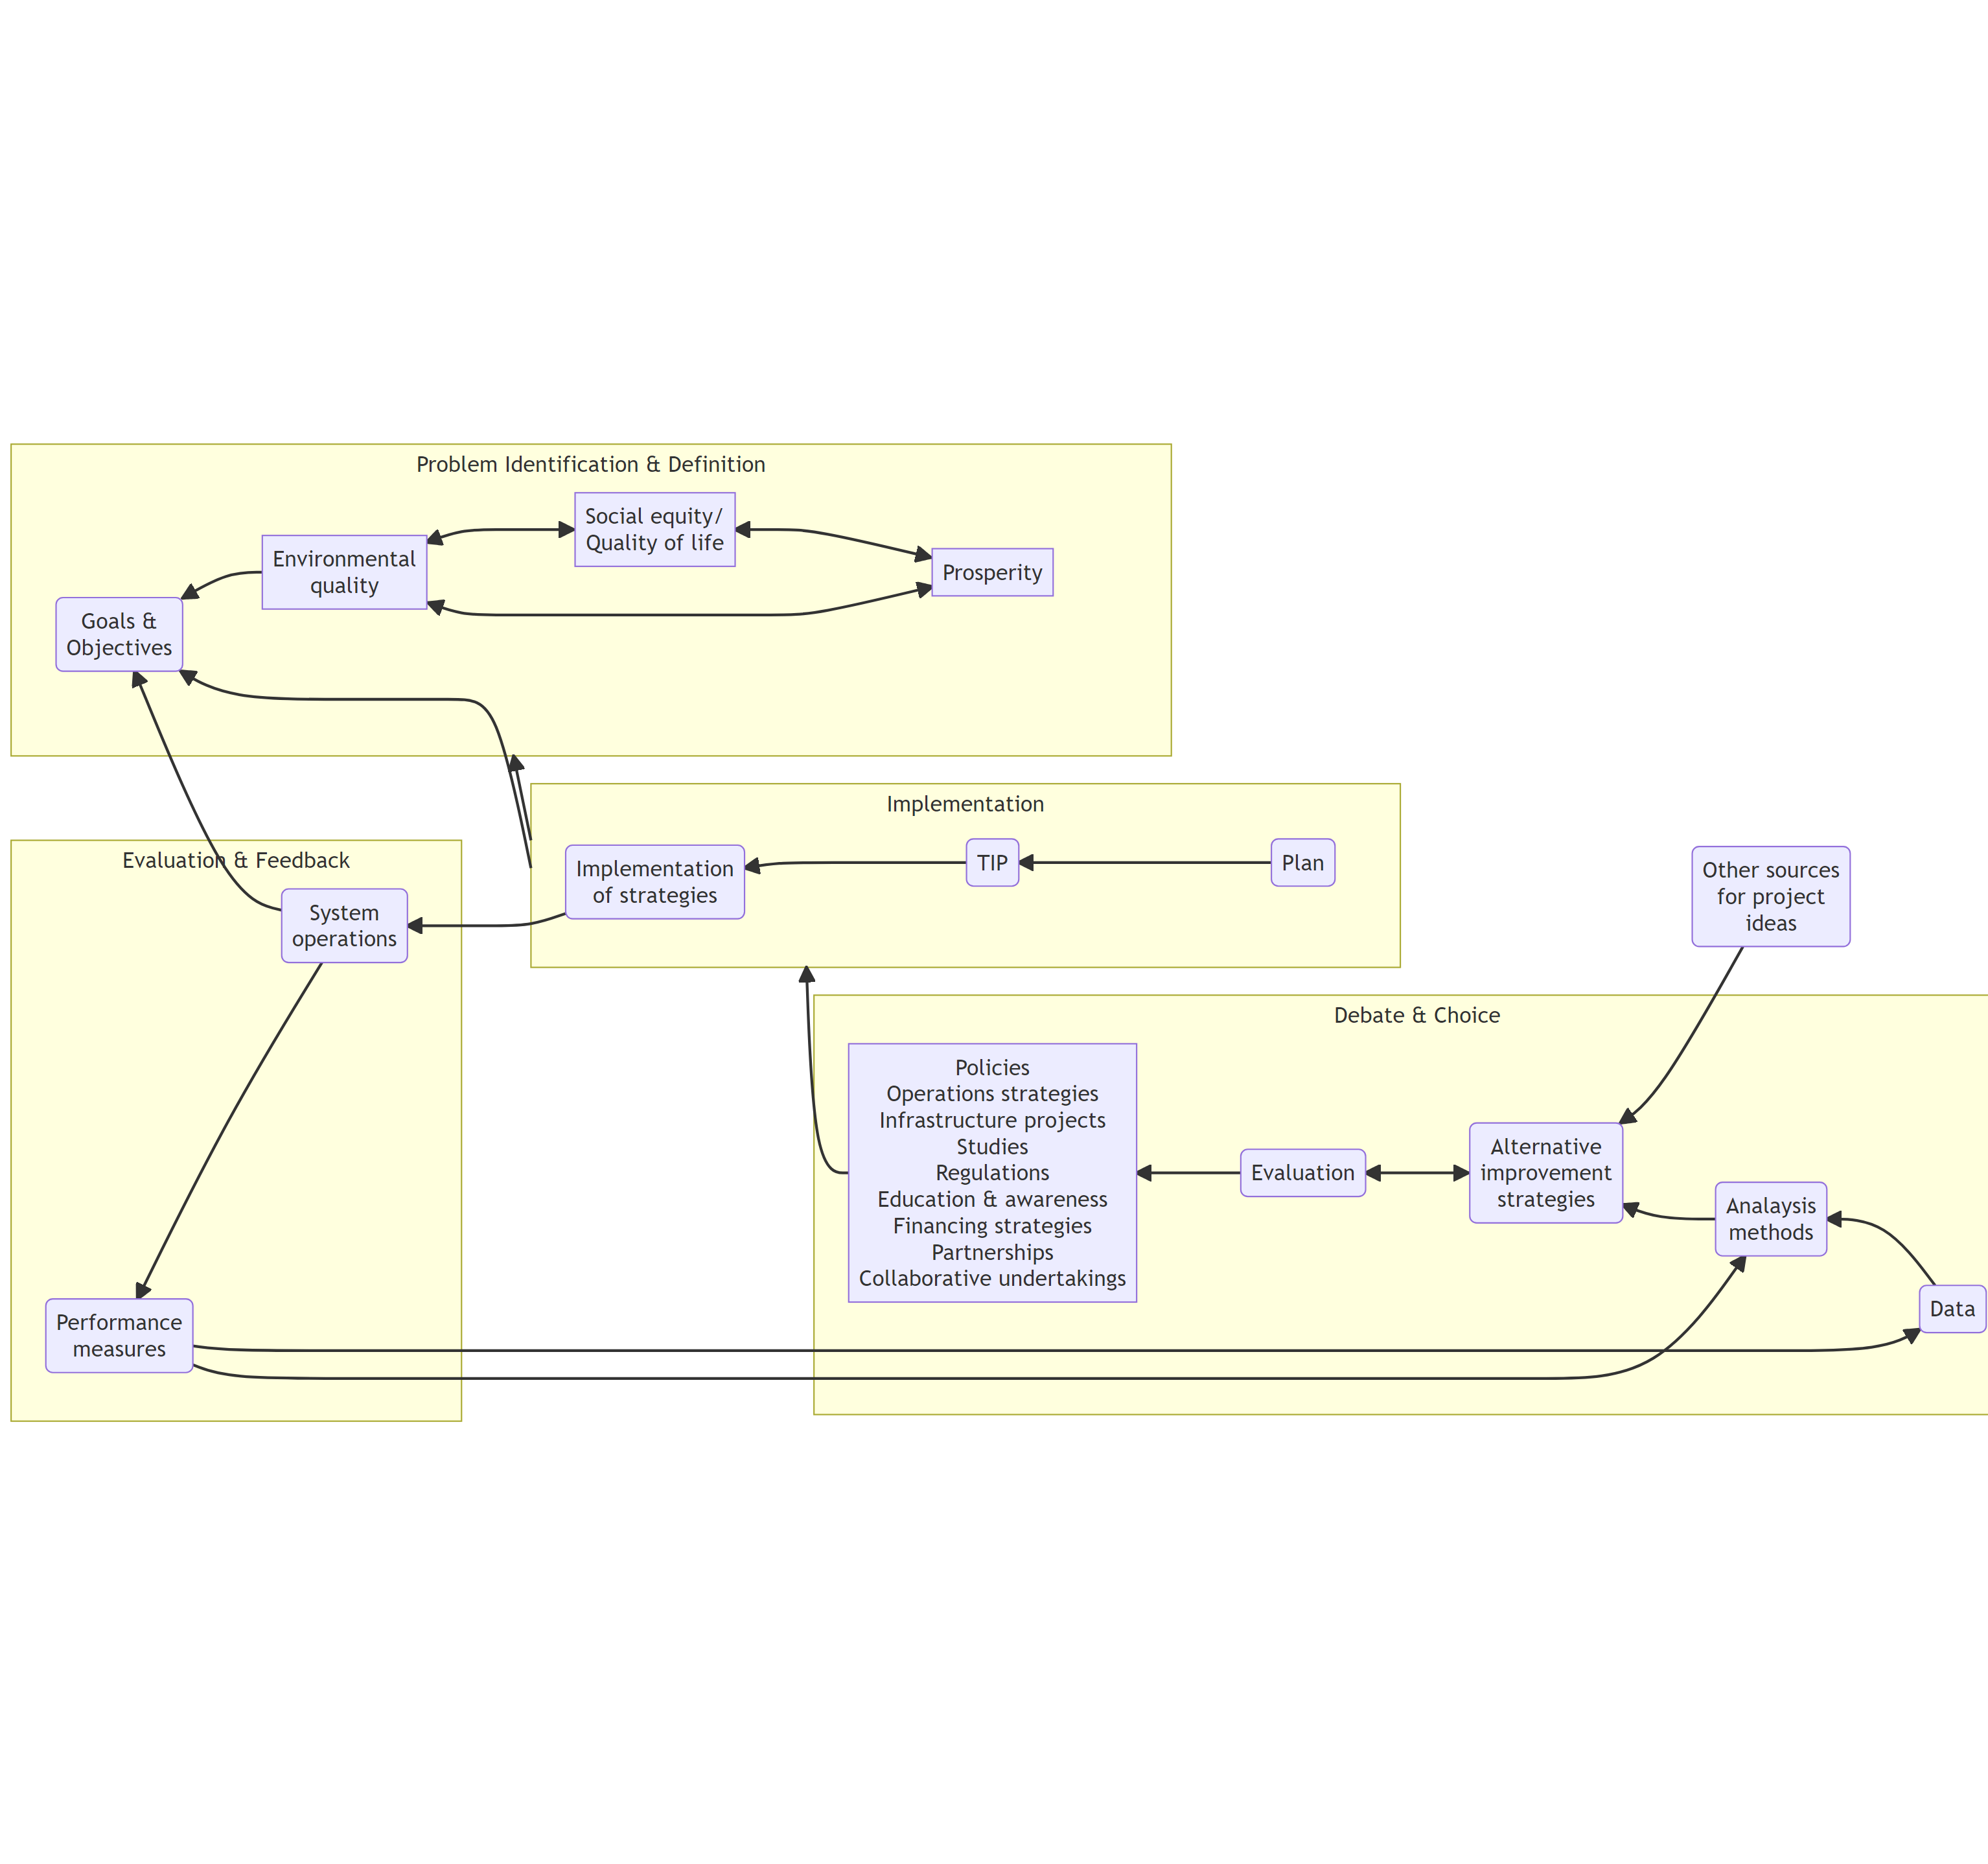 Problem Identification & Definition
Social equity/
Quality of life
Environmental
quality
Prosperity
Goals &
Objectives
Implementation
Implementation
of strategies
TIP
Plan
Evaluation & Feedback
System
operations
Performance
measures
Other sources
for project
ideas
Debate & Choice
Policies
Operations strategies
Infrastructure projects
Studies
Regulations
Education & awareness
Financing strategies
Partnerships
Collaborative undertakings
Evaluation
Alternative
improvement
strategies
Analaysis
methods
Data